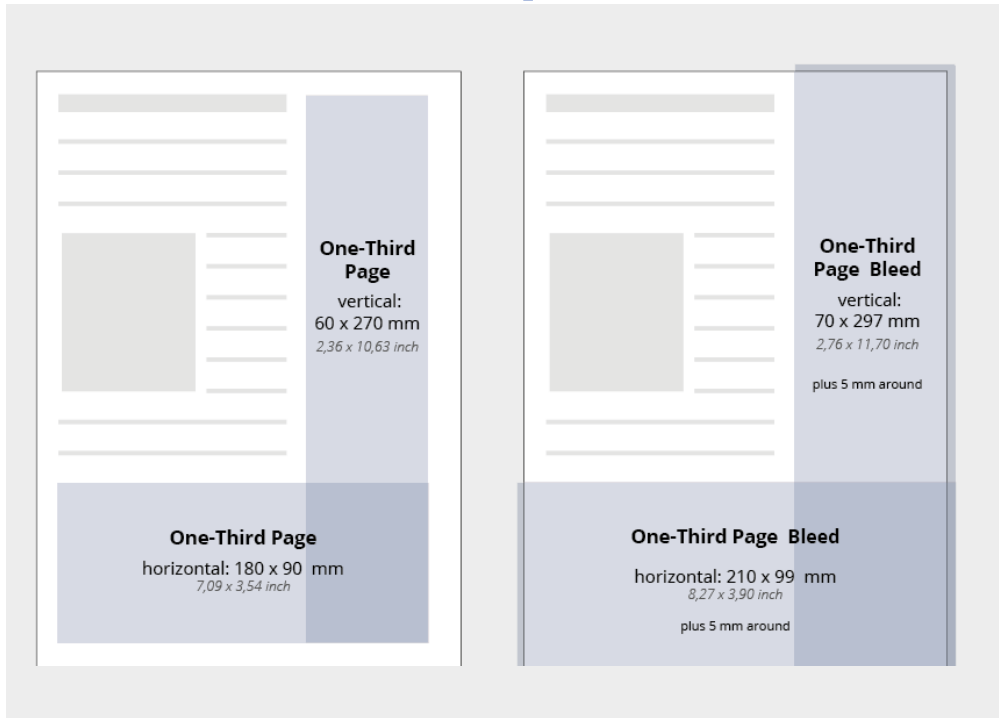 One-Third
Page
vertical:
60 x 270 mm
2,36 x 10,63 inch
One-Third Page
horizontal: 180 x 90  mm
7,09 x 3,54 inch
One-Third
Page  Bleed
vertical:
70 x 297 mm
2,76 x 11,70 inch
plus 5 mm around
One-Third Page  Bleed
horizontal: 210 x 99  mm
8,27 x 3,90 inch
plus 5 mm around